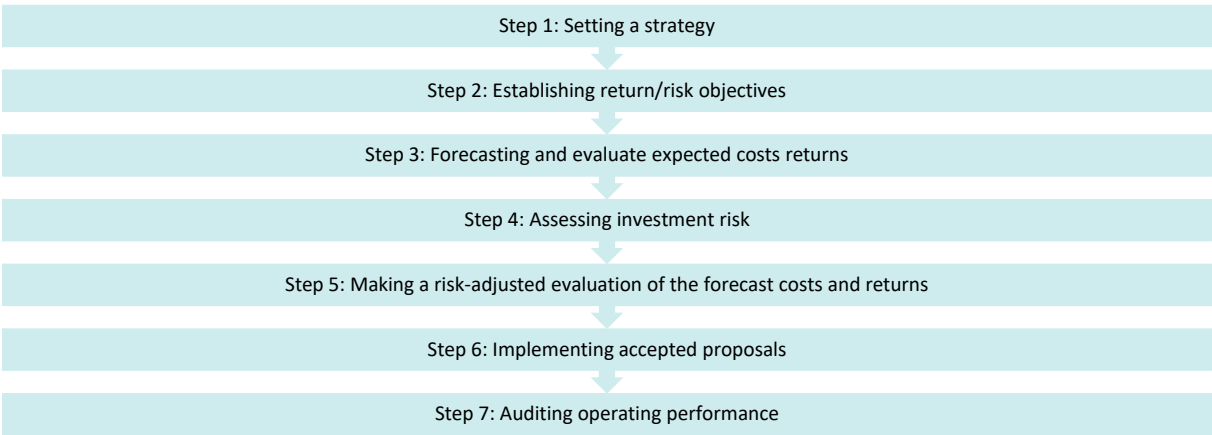 Step 1: Setting a strategy
Step 2: Establishing return/risk objectives
Step 3: Forecasting and evaluate expected costs returns
Step 4: Assessing investment risk
Step 5: Making a risk-adjusted evaluation of the forecast costs and returns
Step 6: Implementing accepted proposals
Step 7: Auditing operating performance